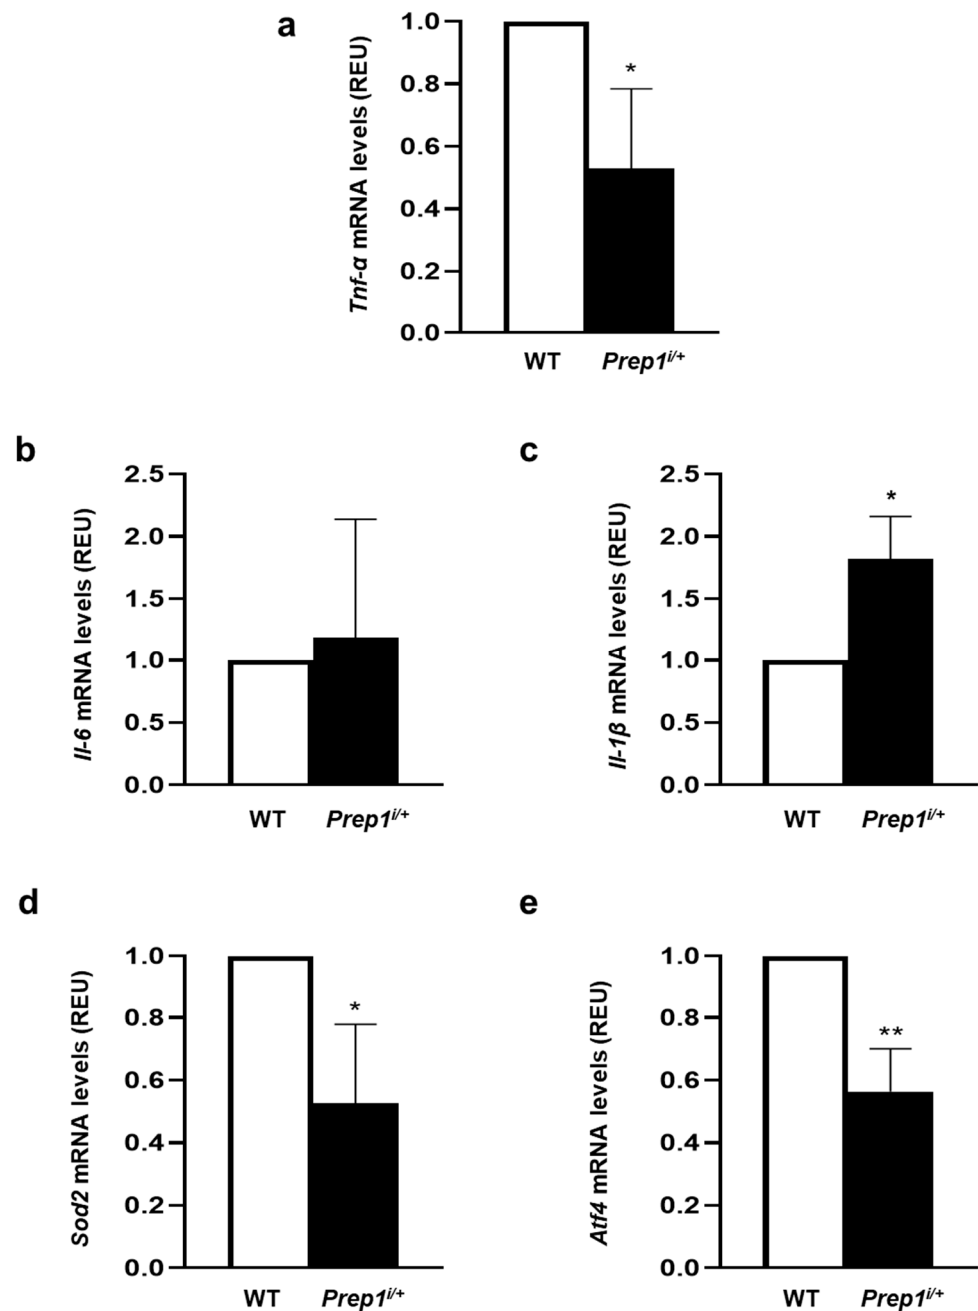 a
Tnf-α mRNA levels (REU)
1.0
0.8
0.6
0.4
0.2
0.0
*
WT
Prep1i/+
b
Il-6 mRNA levels (REU)
2.5
2.0
1.5
1.0
0.5
0.0
WT
Prep1i/+
c
Il-1β mRNA levels (REU)
2.5
2.0
1.5
1.0
0.5
0.0
*
WT
Prep1i/+
d
Sod2 mRNA levels (REU)
1.0
0.8
0.6
0.4
0.2
0.0
*
WT
Prep1i/+
e
Atf4 mRNA levels (REU)
1.0
0.8
0.6
0.4
0.2
0.0
**
WT
Prep1i/+